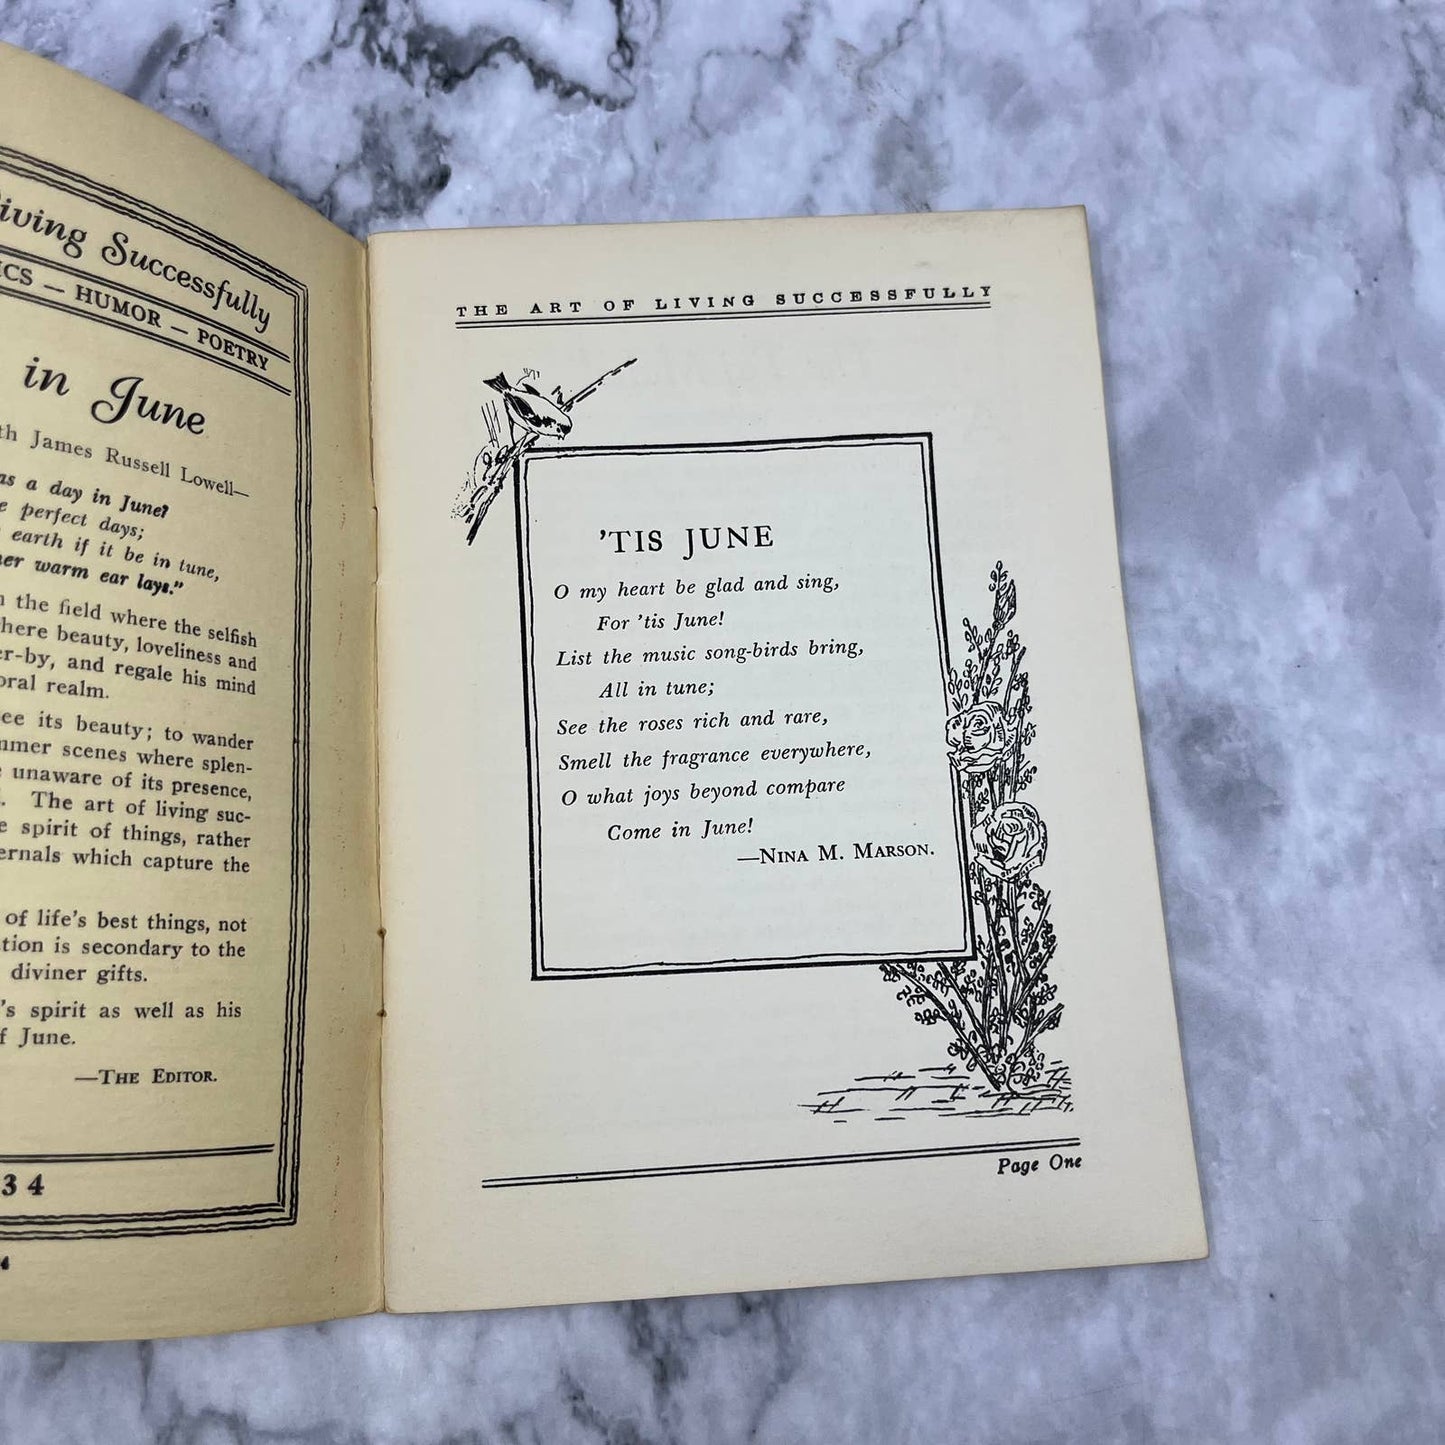 iving Successfully
ICS — HUMOR — POETRY
in June
th James Russell Lowell—
as a day in June?
e perfect days;
earth if it be in tune,
her warm ear lays."
n the field where the selfish
here beauty, loveliness and
er-by, and regale his mind
oral realm.
ee its beauty; to wander
mmer scenes where splen-
e unaware of its presence,
. The art of living suc-
e spirit of things, rather
ernals which capture the
of life's best things, not
tion is secondary to the
diviner gifts.
's spirit as well as his
f June.
—THE EDITOR.
34
4
THE ART OF LIVING SUCCESSFULLY
'TIS JUNE
O my heart be glad and sing,
For 'tis June!
List the music song-birds bring,
All in tune;
See the roses rich and rare,
Smell the fragrance everywhere,
O what joys beyond compare
Come in June!
—NINA M. MARSON.
Page One